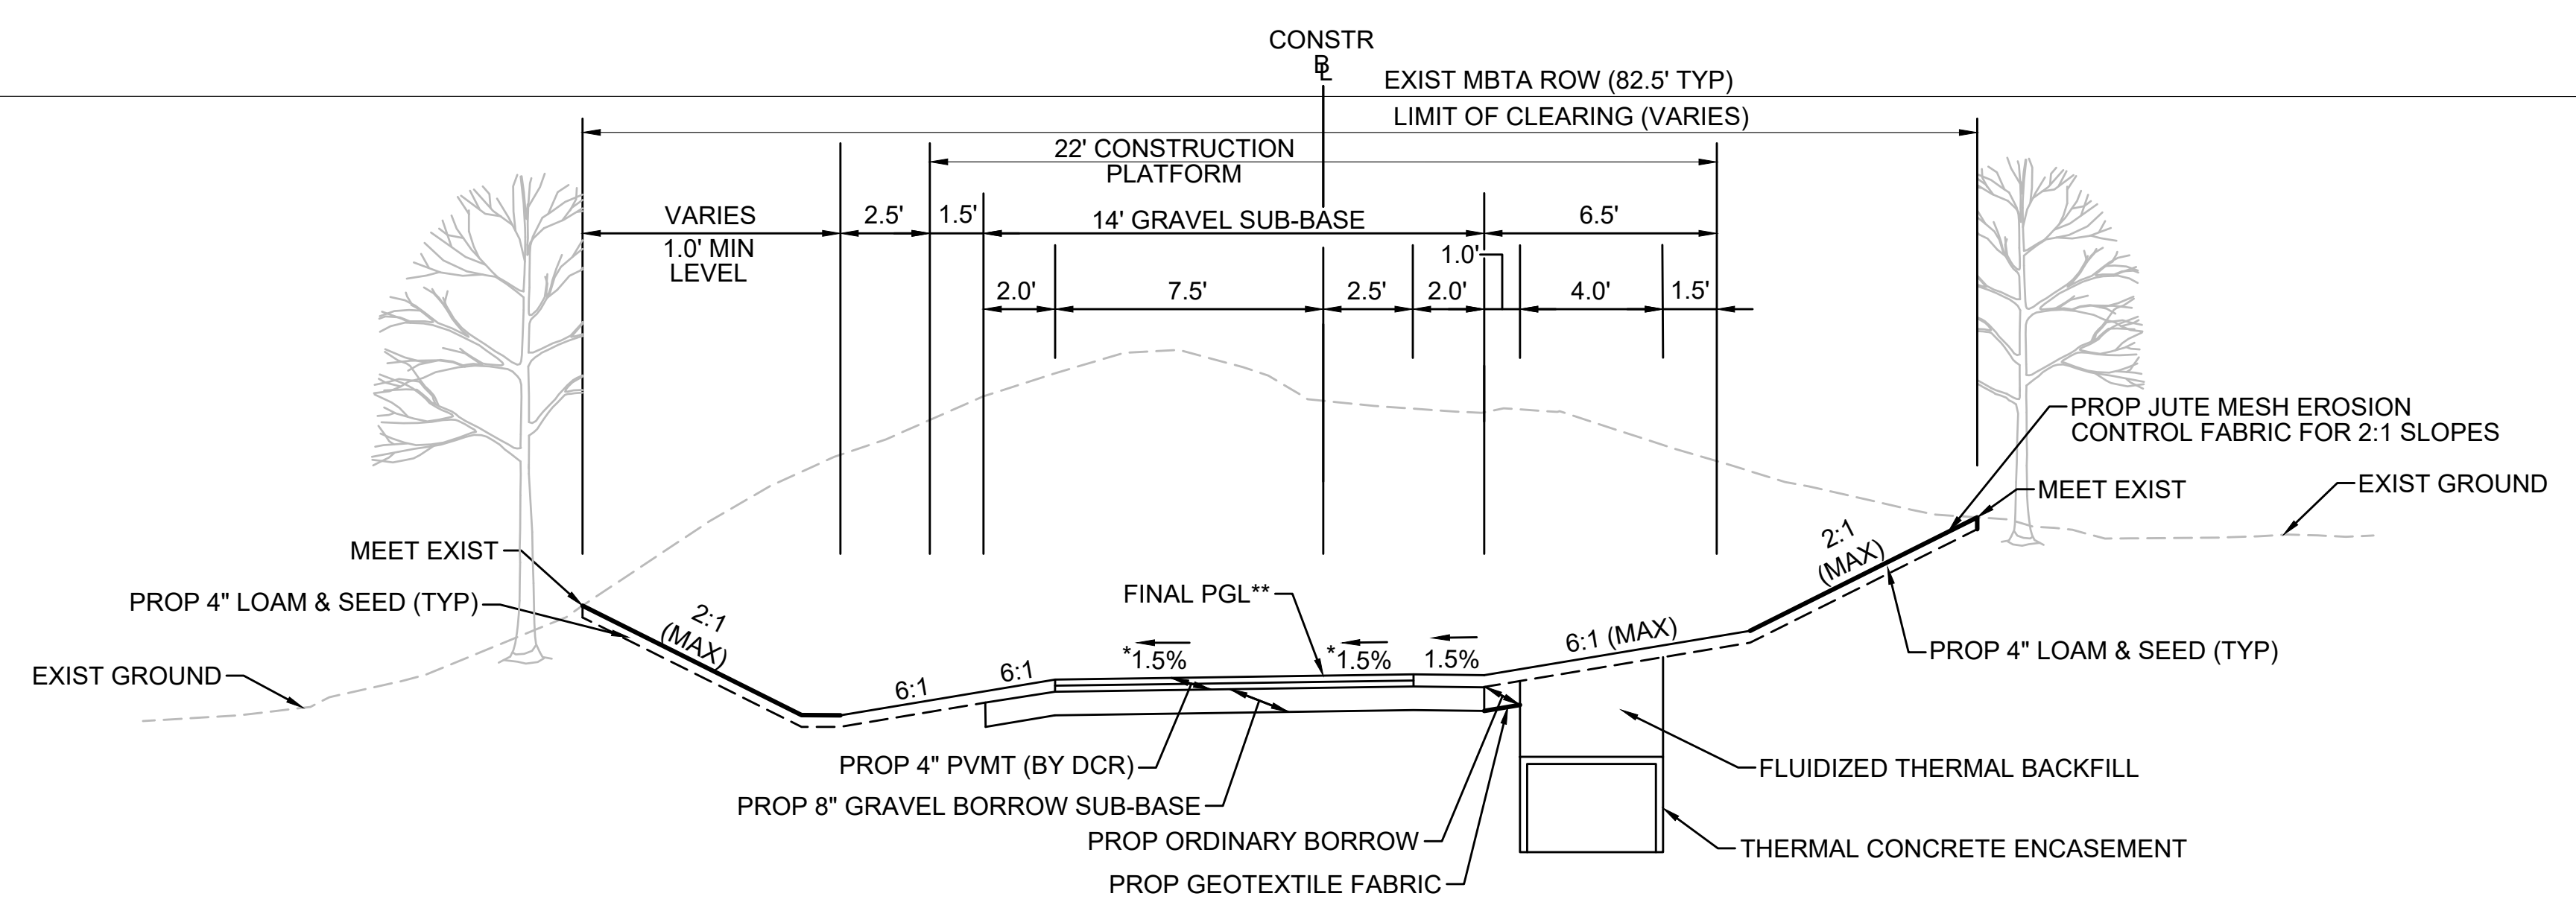 CONSTR
BL
EXIST MBTA ROW (82.5' TYP)
LIMIT OF CLEARING (VARIES)
22' CONSTRUCTION
PLATFORM
VARIES
1.0' MIN
LEVEL
2.5'
1.5'
14' GRAVEL SUB-BASE
6.5'
1.0'
2.0'
7.5'
2.5'
2.0'
4.0'
1.5'
PROP JUTE MESH EROSION
CONTROL FABRIC FOR 2:1 SLOPES
MEET EXIST
EXIST GROUND
MEET EXIST
PROP 4" LOAM & SEED (TYP)
EXIST GROUND
2:1
(MAX)
6:1
6:1
FINAL PGL**
*1.5%
*1.5%
1.5%
6:1 (MAX)
2:1
(MAX)
PROP 4" LOAM & SEED (TYP)
PROP 4" PVMT (BY DCR)
PROP 8" GRAVEL BORROW SUB-BASE
PROP ORDINARY BORROW
PROP GEOTEXTILE FABRIC
FLUIDIZED THERMAL BACKFILL
THERMAL CONCRETE ENCASEMENT